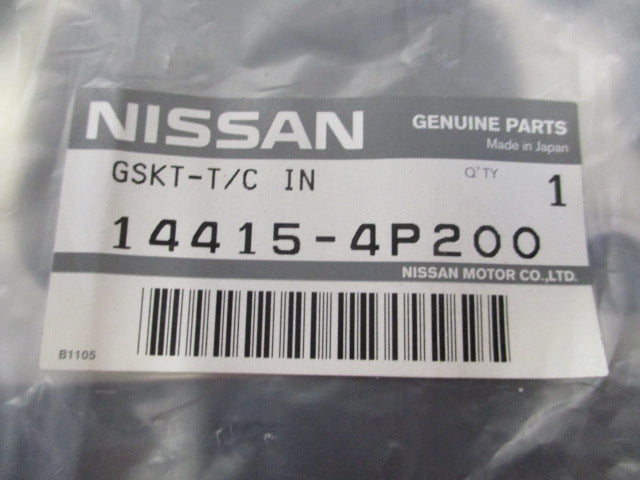 NISSAN
GENUINE PARTS
Made in Japan
GSKT-T/C IN
Q'TY
1
14415-4P200
NISSAN MOTOR CO.,LTD.
B1105